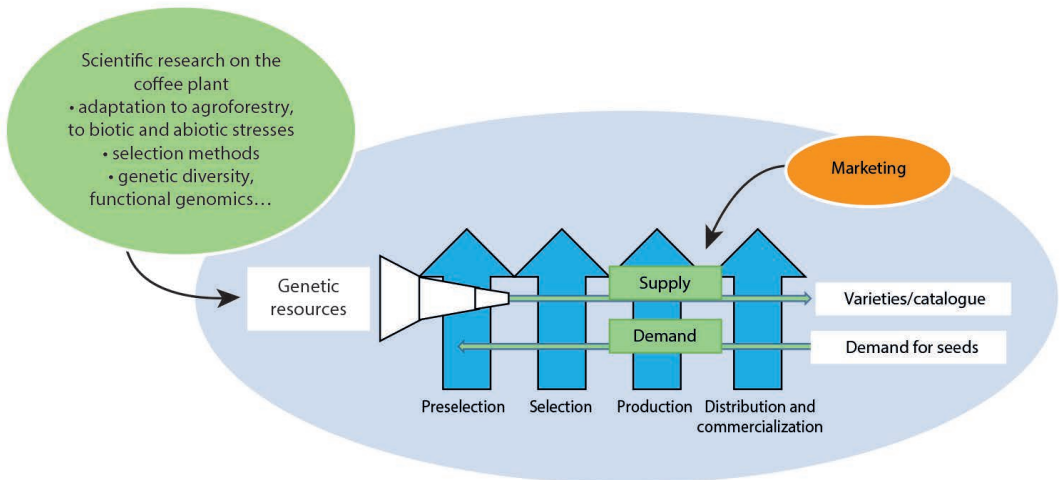 Scientific research on the
coffee plant
• adaptation to agroforestry,
to biotic and abiotic stresses
• selection methods
• genetic diversity,
functional genomics…
Marketing
Genetic
resources
Supply
Varieties/catalogue
Demand
Demand for seeds
Preselection
Selection
Production
Distribution and
commercialization